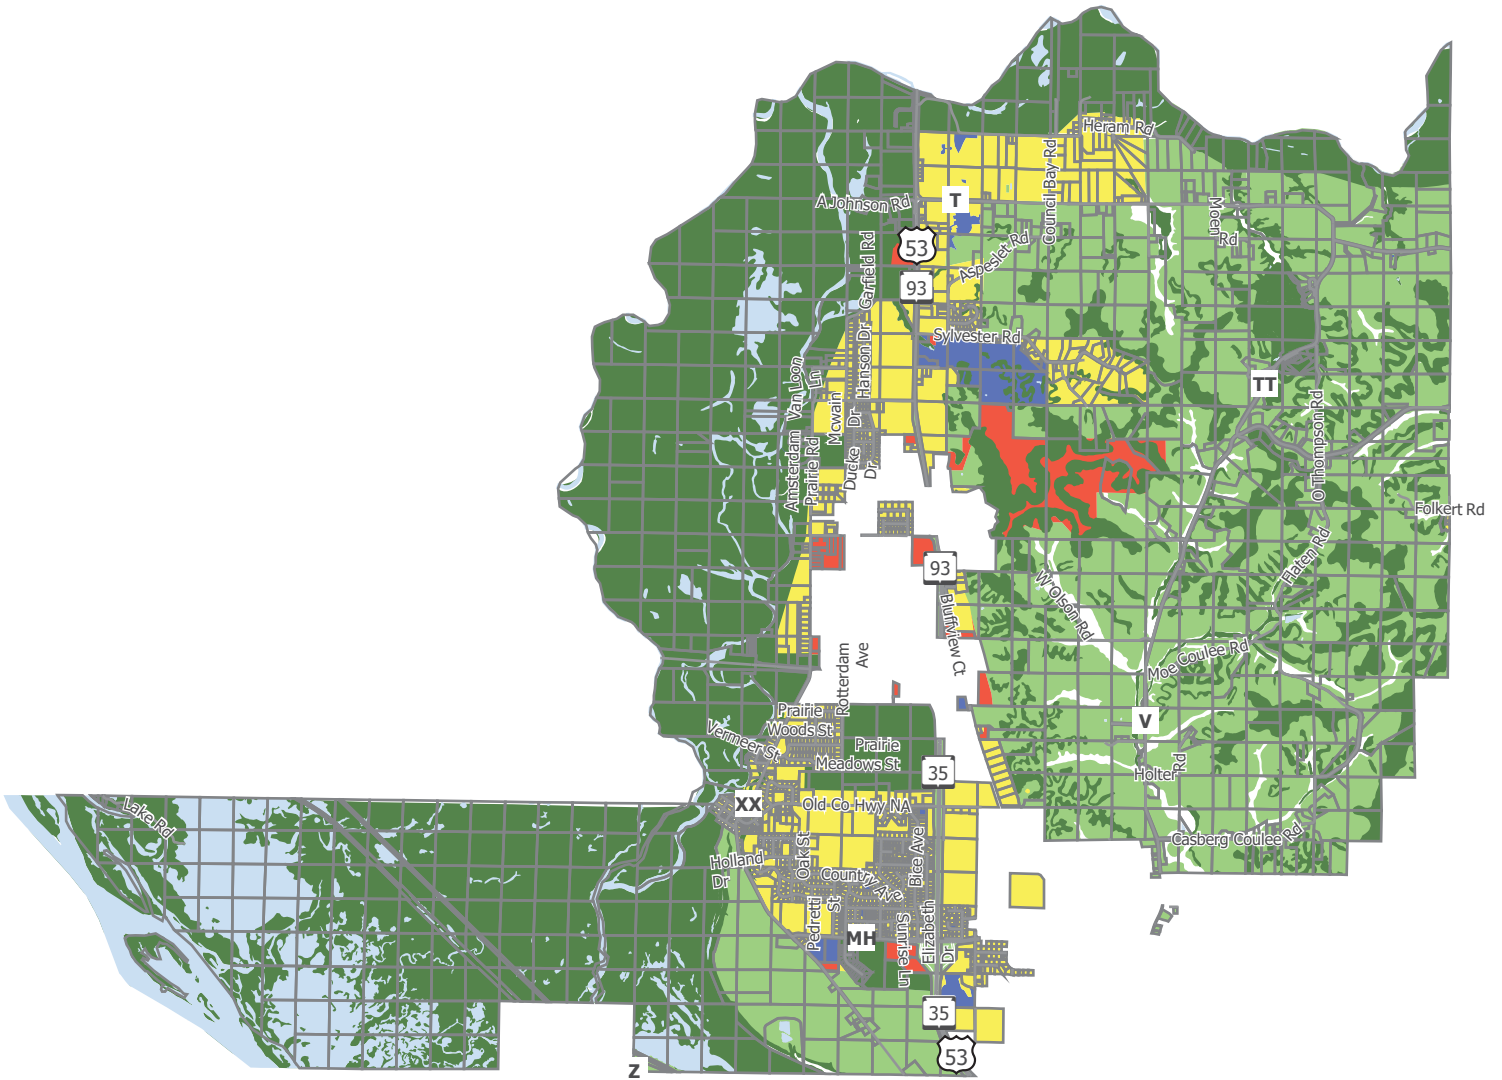 Heram Rd
Council Bay Rd
A Johnson Rd
T
Moen
Rd
53
Aspeslet Rd
Garfield Rd
93
Sylvester Rd
Hanson Dr
Van Loon
Ln
TT
Mcwain
Dr
O Thompson Rd
Amsterdam
Prairie Rd
Ducke
Dr
Folkert Rd
93
Haten Rd
W Olson Rd
Bluffview Ct
Rotterdam
Ave
Moe Coulee Rd
Prairie
Woods St
Vermeer St
V
Prairie
Meadows St
35
Holter
Rd
Lake Rd
XX
Old Co Hwy NA
Casberg Coulee Rd
Oak St
Bice Ave
Holland
Dr
Country Ave
Pedretti
St
MH
Sunrise Ln
Elizabeth
Dr
35
53
Z